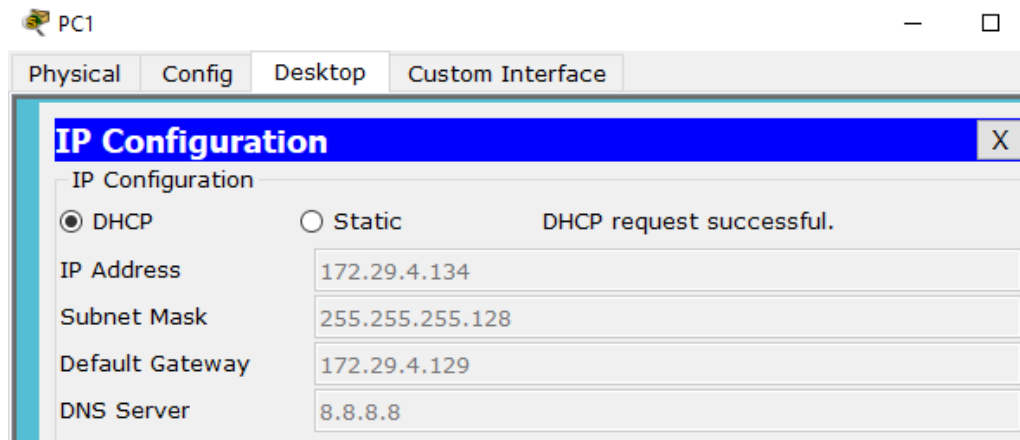 PC1
Physical Config Desktop Custom Interface
IP Configuration X
IP Configuration
DHCP Static DHCP request successful.
IP Address 172.29.4.134
Subnet Mask 255.255.255.128
Default Gateway 172.29.4.129
DNS Server 8.8.8.8